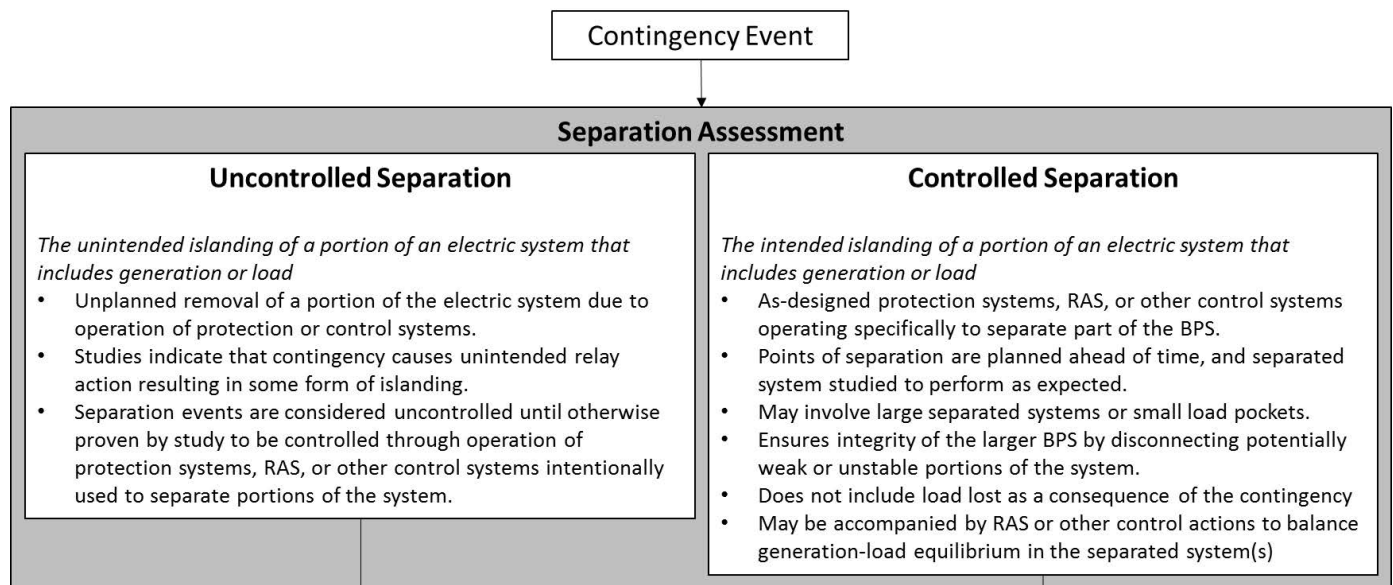 Contingency Event
Separation Assessment
Uncontrolled Separation
The unintended islanding of a portion of an electric system that
includes generation or load
• Unplanned removal of a portion of the electric system due to
operation of protection or control systems.
• Studies indicate that contingency causes unintended relay
action resulting in some form of islanding.
• Separation events are considered uncontrolled until otherwise
proven by study to be controlled through operation of
protection systems, RAS, or other control systems intentionally
used to separate portions of the system.
Controlled Separation
The intended islanding of a portion of an electric system that
includes generation or load
• As-designed protection systems, RAS, or other control systems
operating specifically to separate part of the BPS.
• Points of separation are planned ahead of time, and separated
system studied to perform as expected.
• May involve large separated systems or small load pockets.
• Ensures integrity of the larger BPS by disconnecting potentially
weak or unstable portions of the system.
• Does not include load lost as a consequence of the contingency
• May be accompanied by RAS or other control actions to balance
generation-load equilibrium in the separated system(s)